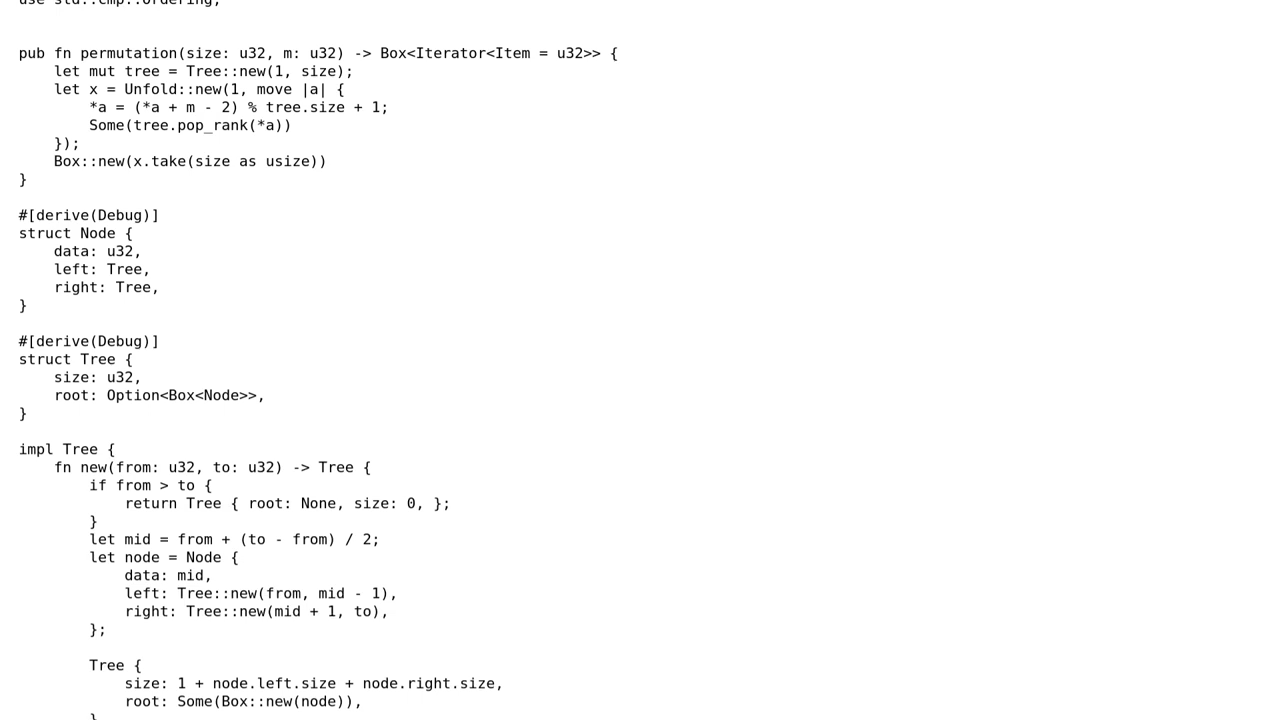 use std::cmp::Ordering;
pub fn permutation(size: u32, m: u32) -> Box<Iterator<Item = u32>> {
    let mut tree = Tree::new(1, size);
    let x = Unfold::new(1, move |a| {
        *a = (*a + m - 2) % tree.size + 1;
        Some(tree.pop_rank(*a))
    });
    Box::new(x.take(size as usize))
}
#[derive(Debug)]
struct Node {
    data: u32,
    left: Tree,
    right: Tree,
}
#[derive(Debug)]
struct Tree {
    size: u32,
    root: Option<Box<Node>>,
}
impl Tree {
    fn new(from: u32, to: u32) -> Tree {
        if from > to {
            return Tree { root: None, size: 0, };
        }
        let mid = from + (to - from) / 2;
        let node = Node {
            data: mid,
            left: Tree::new(from, mid - 1),
            right: Tree::new(mid + 1, to),
        };
        Tree {
            size: 1 + node.left.size + node.right.size,
            root: Some(Box::new(node)),
        }